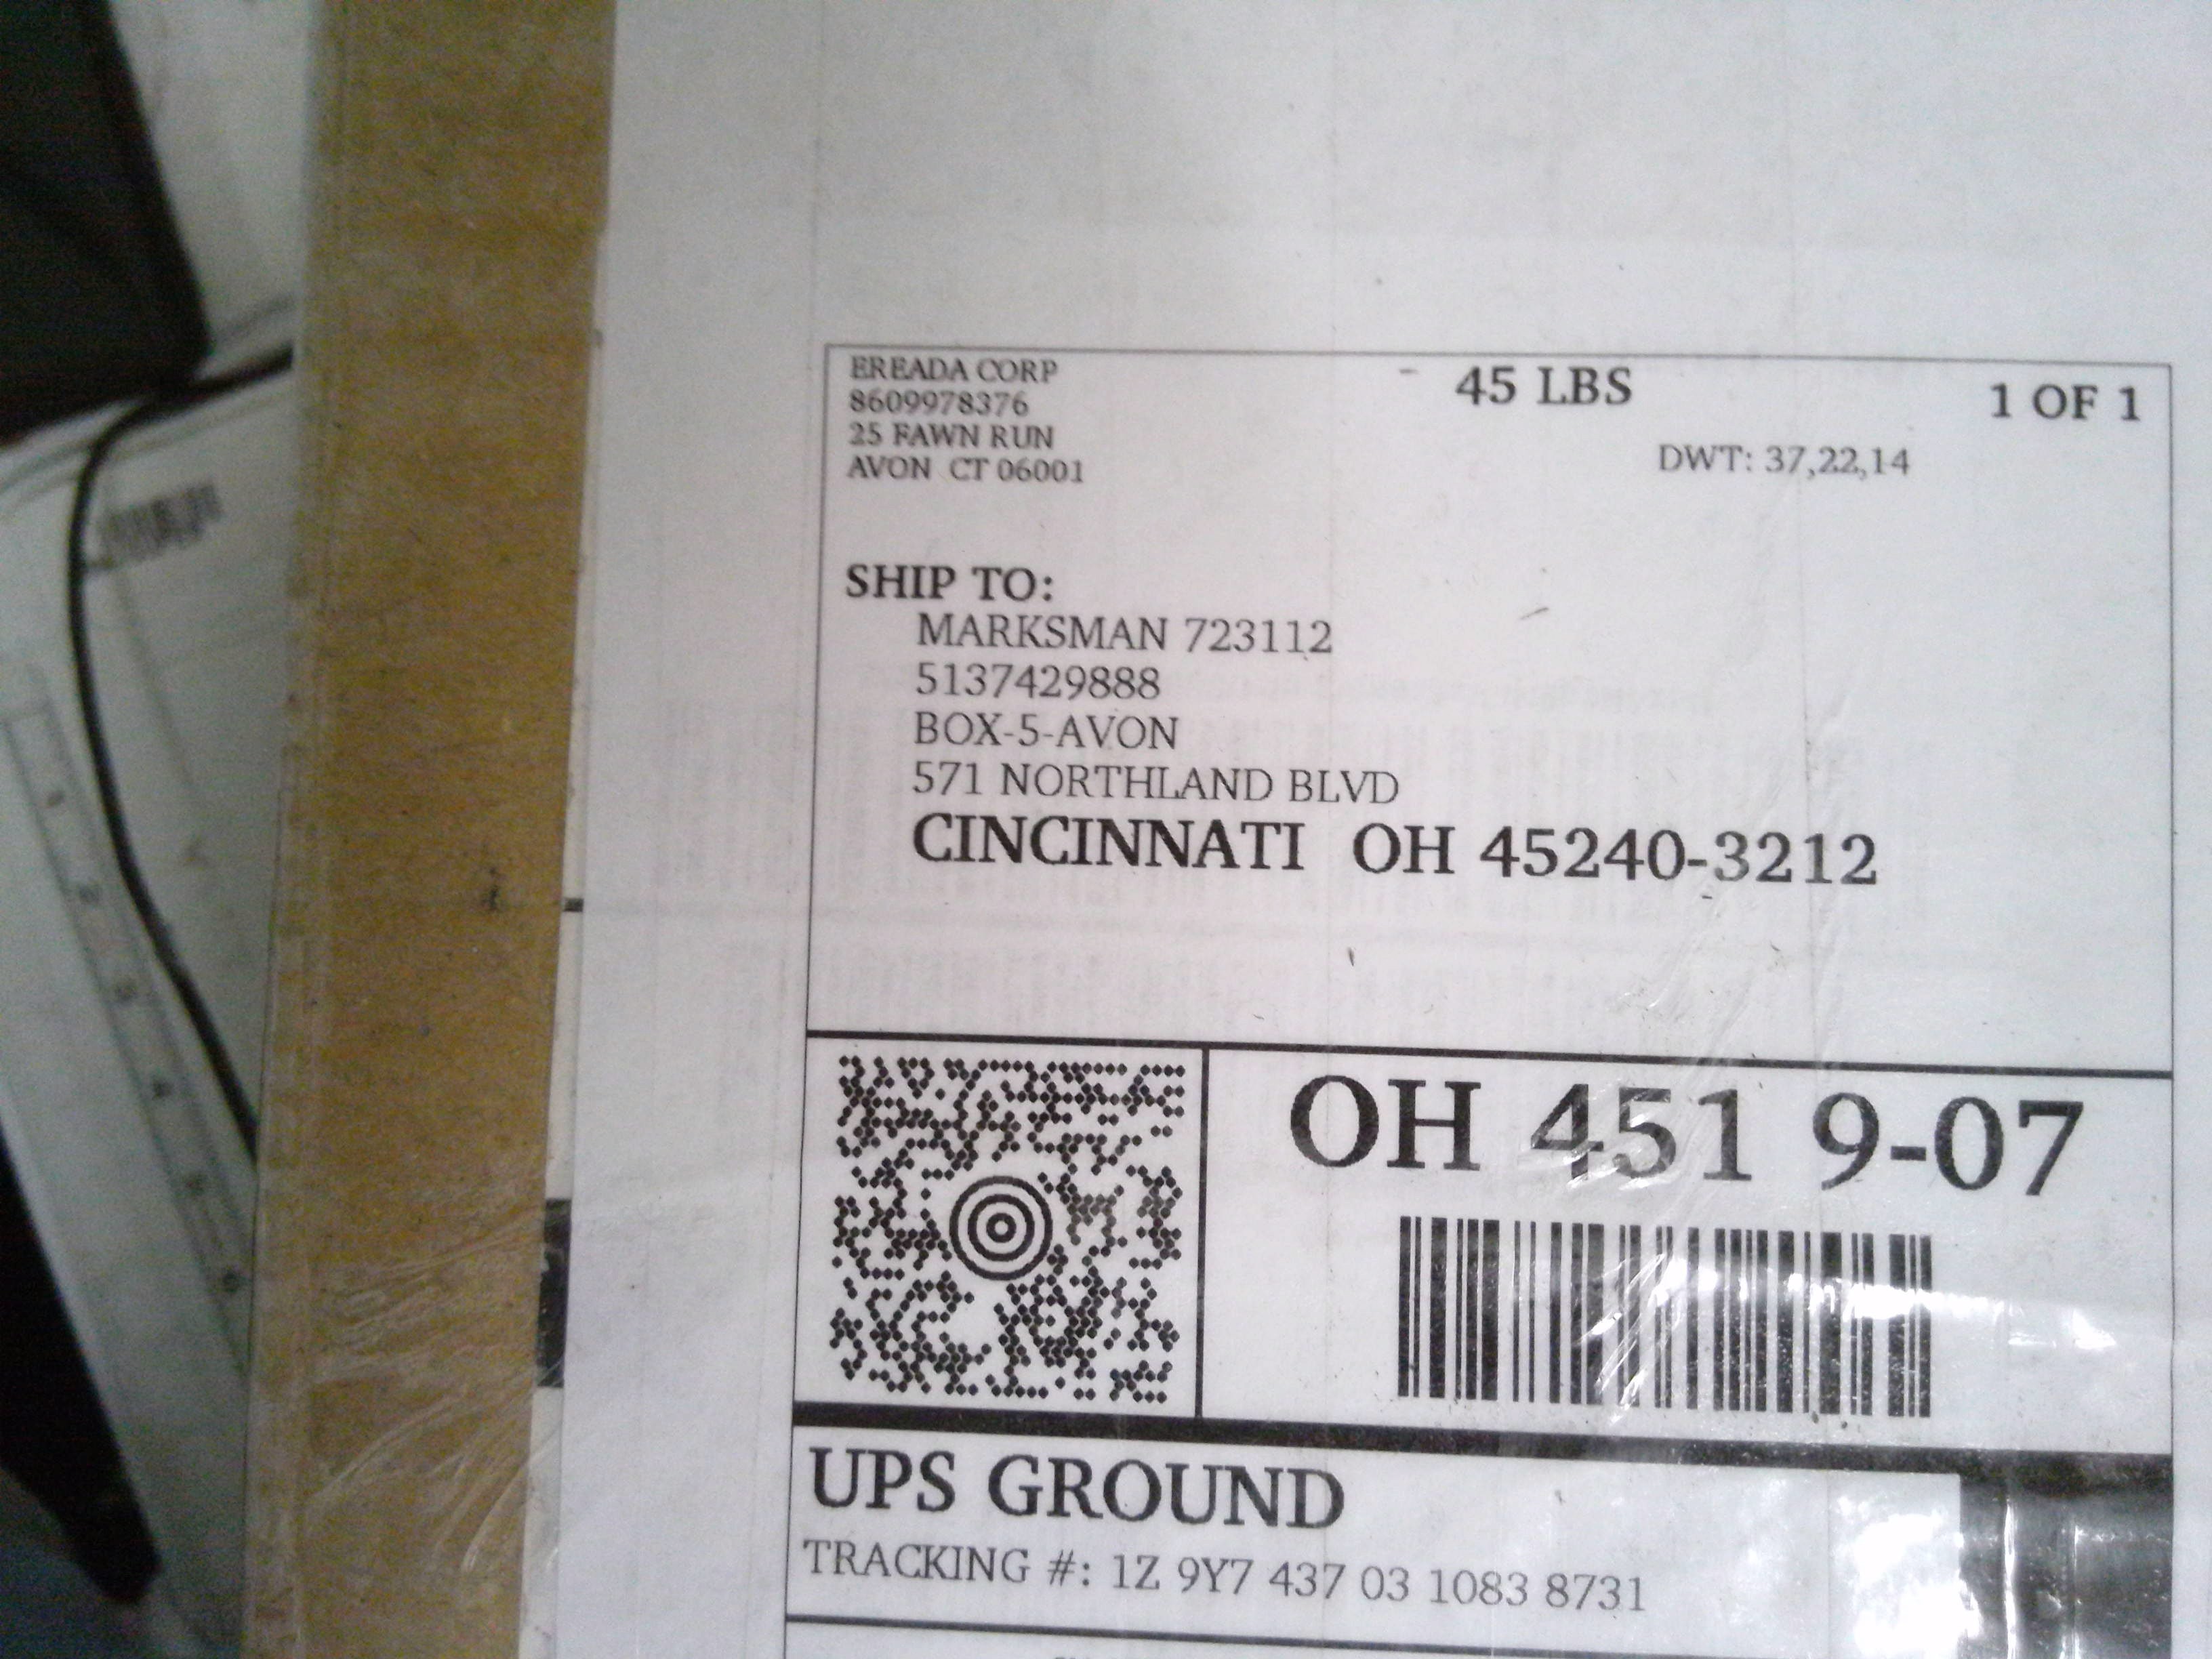 EREADA CORP
8609978376
25 FAWN RUN
AVON CT 06001
45 LBS
1 OF 1
DWT: 37,22,14
SHIP TO:
MARKSMAN 723112
5137429888
BOX-5-AVON
571 NORTHLAND BLVD
CINCINNATI OH 45240-3212
OH 451 9-07
UPS GROUND
TRACKING #: 1Z 9Y7 437 03 1083 8731